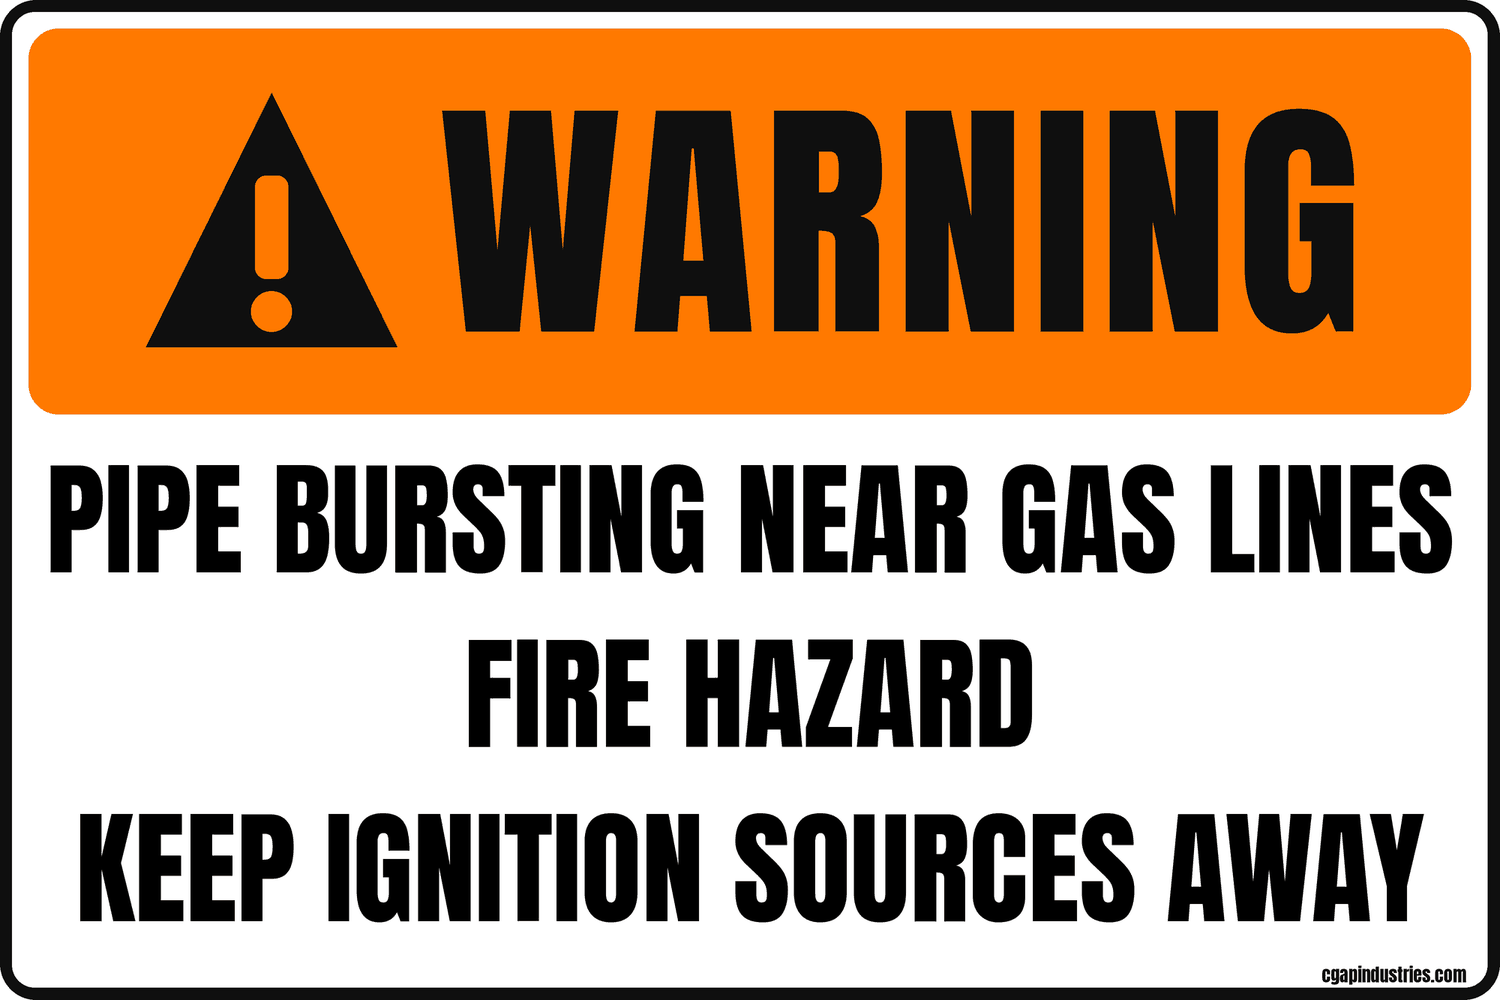 WARNING
PIPE BURSTING NEAR GAS LINES
FIRE HAZARD
KEEP IGNITION SOURCES AWAY
cgapindustries.com